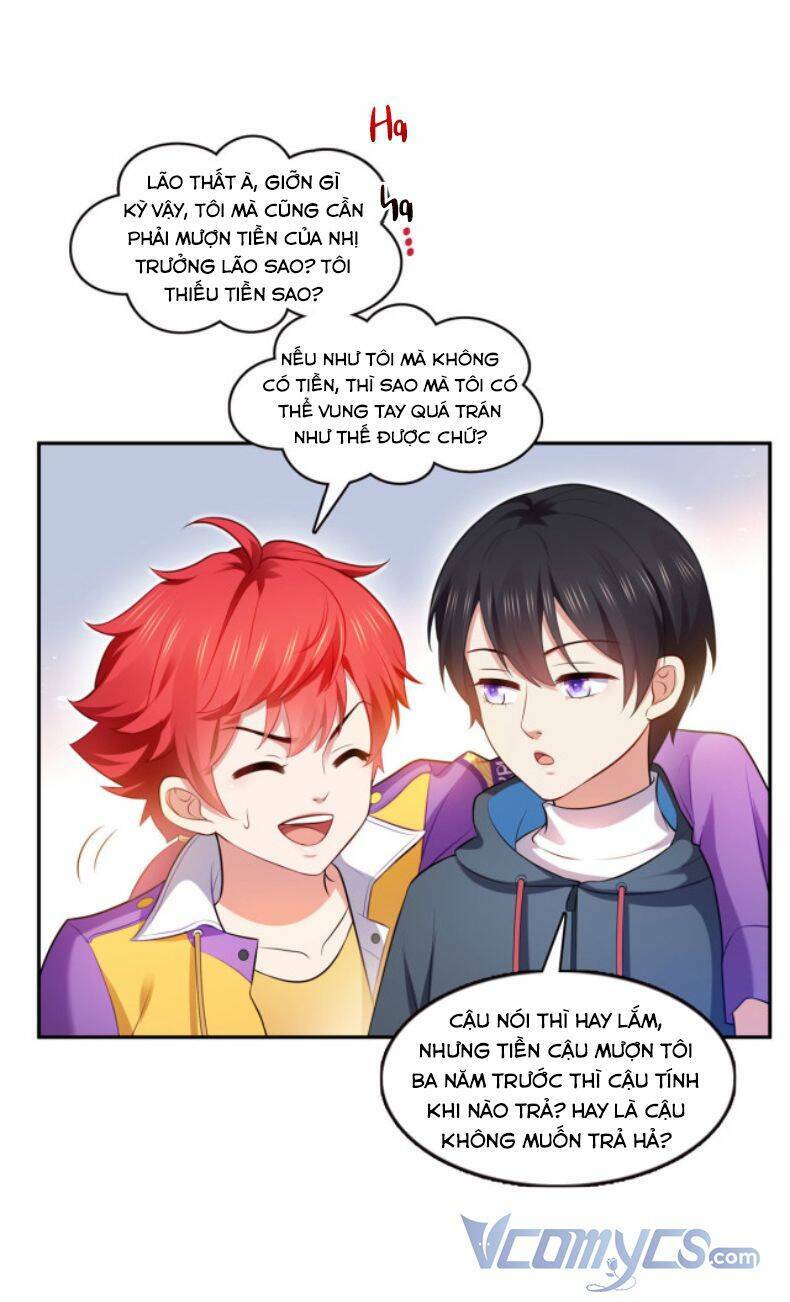 Ha
LÃO THẤT À, GIỠN GÌ
KỲ VẬY, TÔI MÀ CŨNG CẦN
Ha
PHẢI MƯỢN TIỀN CỦA NHỊ
TRƯỞNG LÃO SAO? TÔI
THIẾU TIỀN SAO?
NẾU NHƯ TÔI MÀ KHÔNG
CÓ TIỀN, THÌ SAO MÀ TÔI CÓ
THỂ VUNG TAY QUÁ TRÁN
NHƯ THẾ ĐƯỢC CHỨ?
CẬU NÓI THÌ HAY LẮM,
NHƯNG TIỀN CẬU MƯỢN TÔI
BA NĂM TRƯỚC THÌ CẬU TÍNH
KHI NÀO TRẢ? HAY LÀ CẬU
KHÔNG MUỐN TRẢ HẢ?
VCOMYCS.com